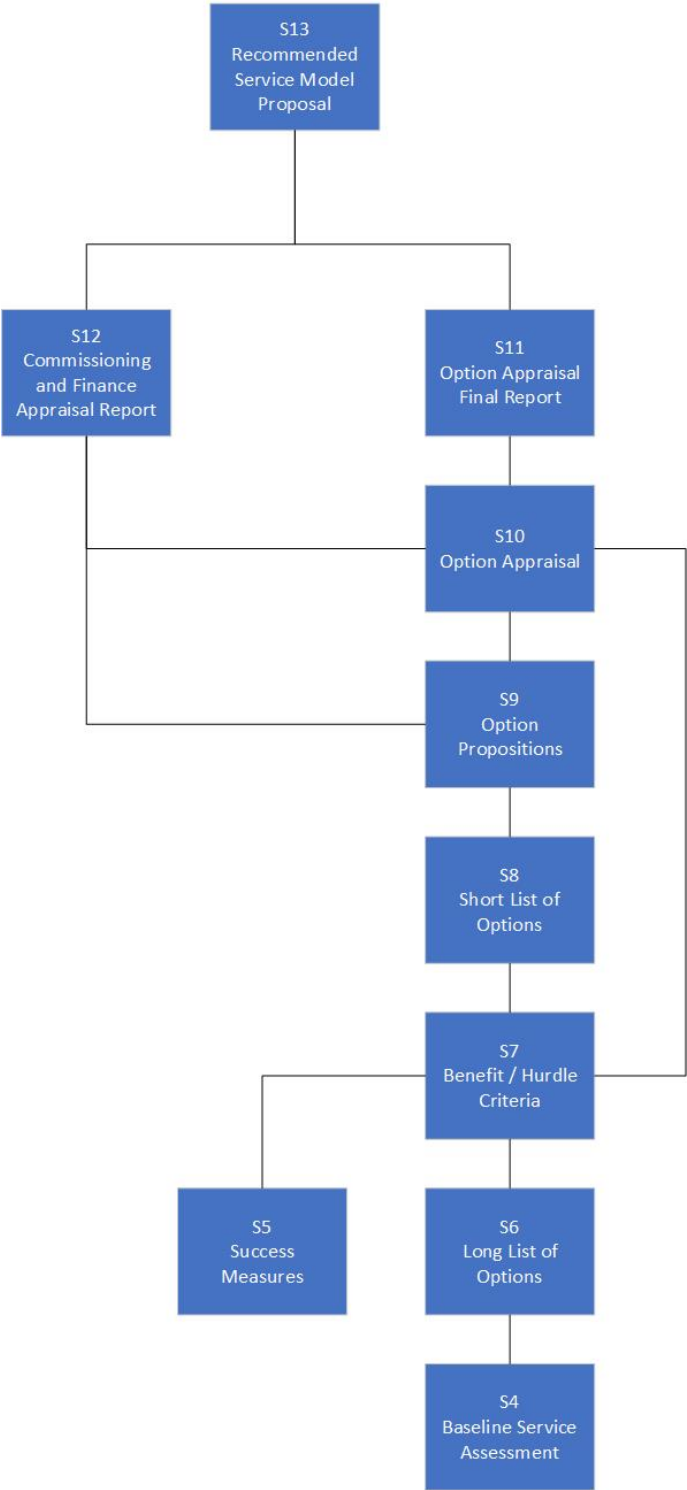 S13
Recommended
Service Model
Proposal
S12
Commissioning
and Finance
Appraisal Report
S11
Option Appraisal
Final Report
S10
Option Appraisal
S9
Option
Propositions
S8
Short List of
Options
S7
Benefit / Hurdle
Criteria
S5
Success
Measures
S6
Long List of
Options
S4
Baseline Service
Assessment